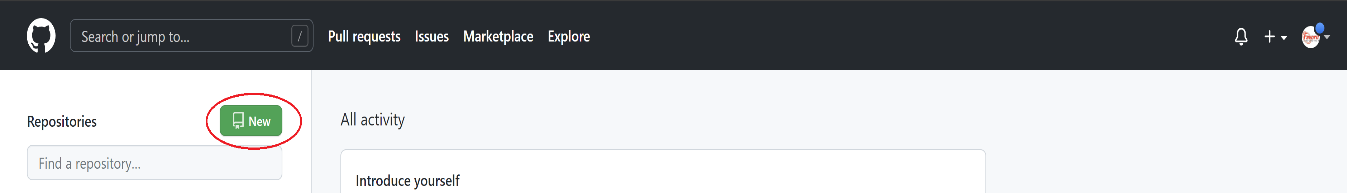 Search or jump to... /
Pull requests
Issues
Marketplace
Explore
Repositories
New
Find a repository...
All activity
Introduce yourself